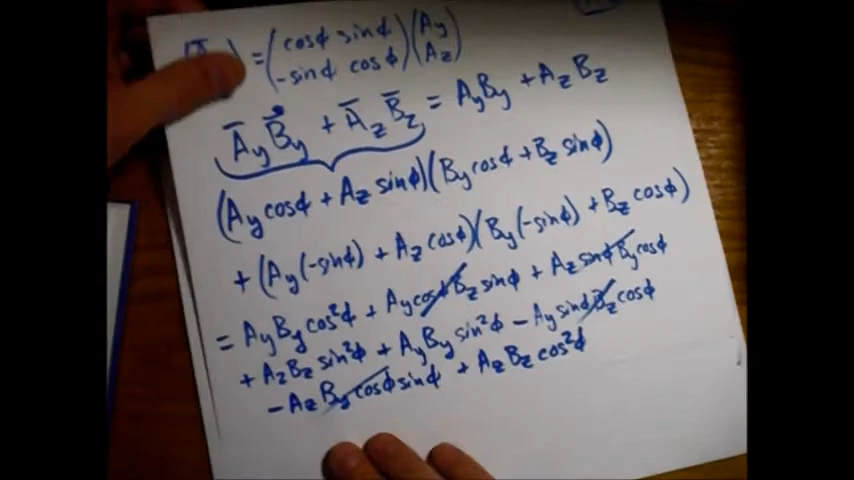 = (cosϕ sinϕ
-sinϕ cosϕ) (Ay
Az)
A̅y B̅y + A̅z B̅z = AyBy + AzBz
(Ay cosϕ + Az sinϕ)(By cosϕ + Bz sinϕ)
+ (Ay(-sinϕ) + Az cosϕ)(By(-sinϕ) + Bz cosϕ)
= AyBy cos²ϕ + Ay cosϕ Bz sinϕ + Az sinϕ By cosϕ
+ AzBz sin²ϕ + AyBy sin²ϕ - Ay sinϕ Bz cosϕ
- Az By cosϕ sinϕ + AzBz cos²ϕ